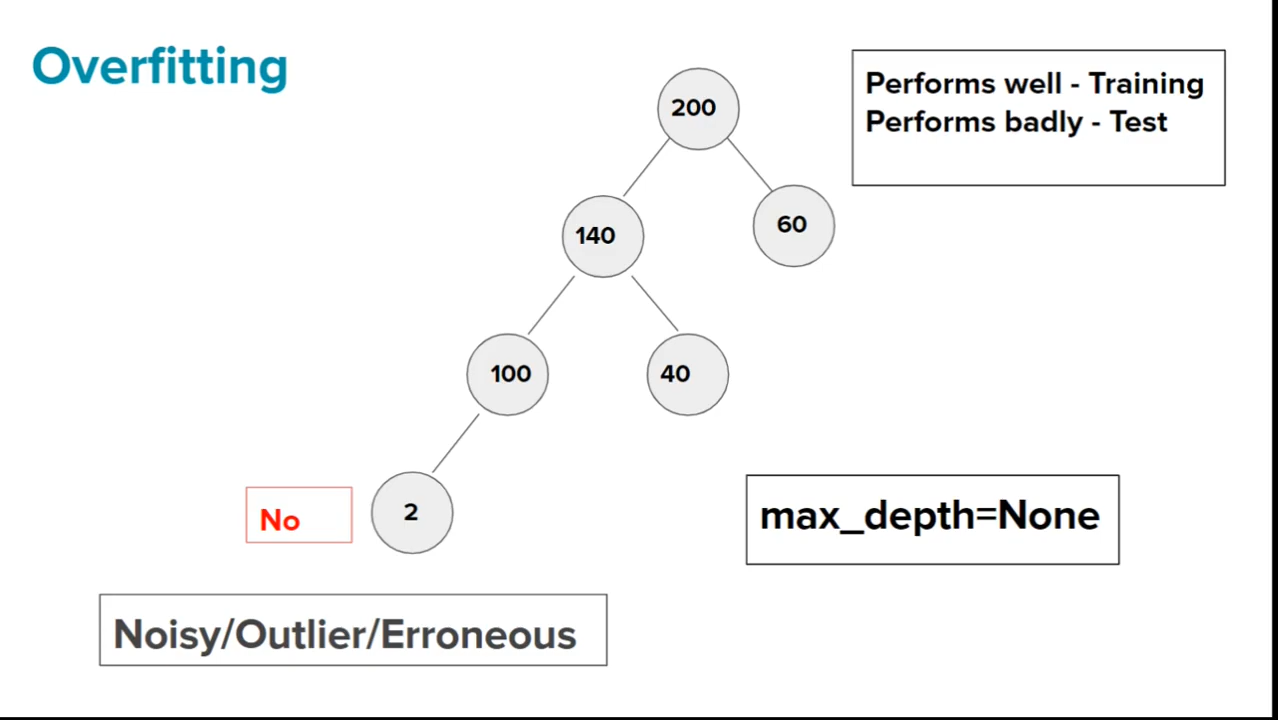 Overfitting
200
Performs well - Training
Performs badly - Test
140
60
100
40
No
2
max_depth=None
Noisy/Outlier/Erroneous